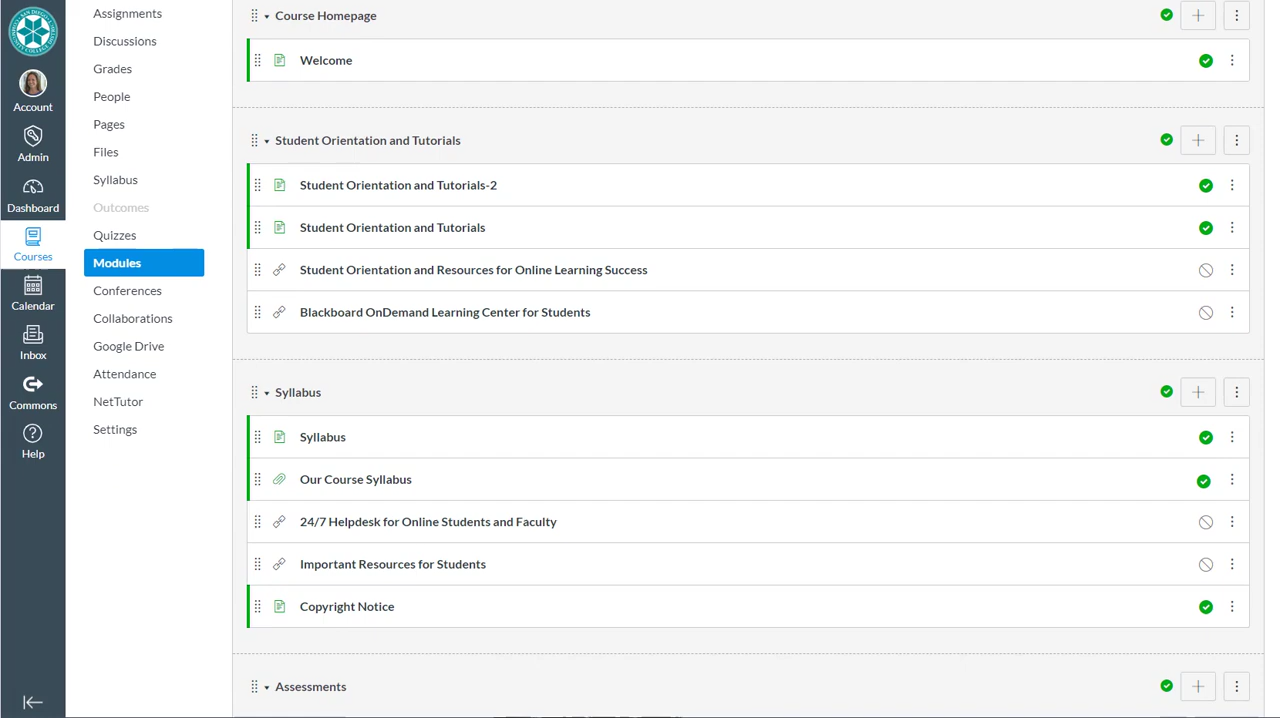 Account
Admin
Dashboard
Courses
Calendar
Inbox
Commons
Help
Assignments
Discussions
Grades
People
Pages
Files
Syllabus
Outcomes
Quizzes
Modules
Conferences
Collaborations
Google Drive
Attendance
NetTutor
Settings
Course Homepage
Welcome
Student Orientation and Tutorials
Student Orientation and Tutorials-2
Student Orientation and Tutorials
Student Orientation and Resources for Online Learning Success
Blackboard OnDemand Learning Center for Students
Syllabus
Syllabus
Our Course Syllabus
24/7 Helpdesk for Online Students and Faculty
Important Resources for Students
Copyright Notice
Assessments